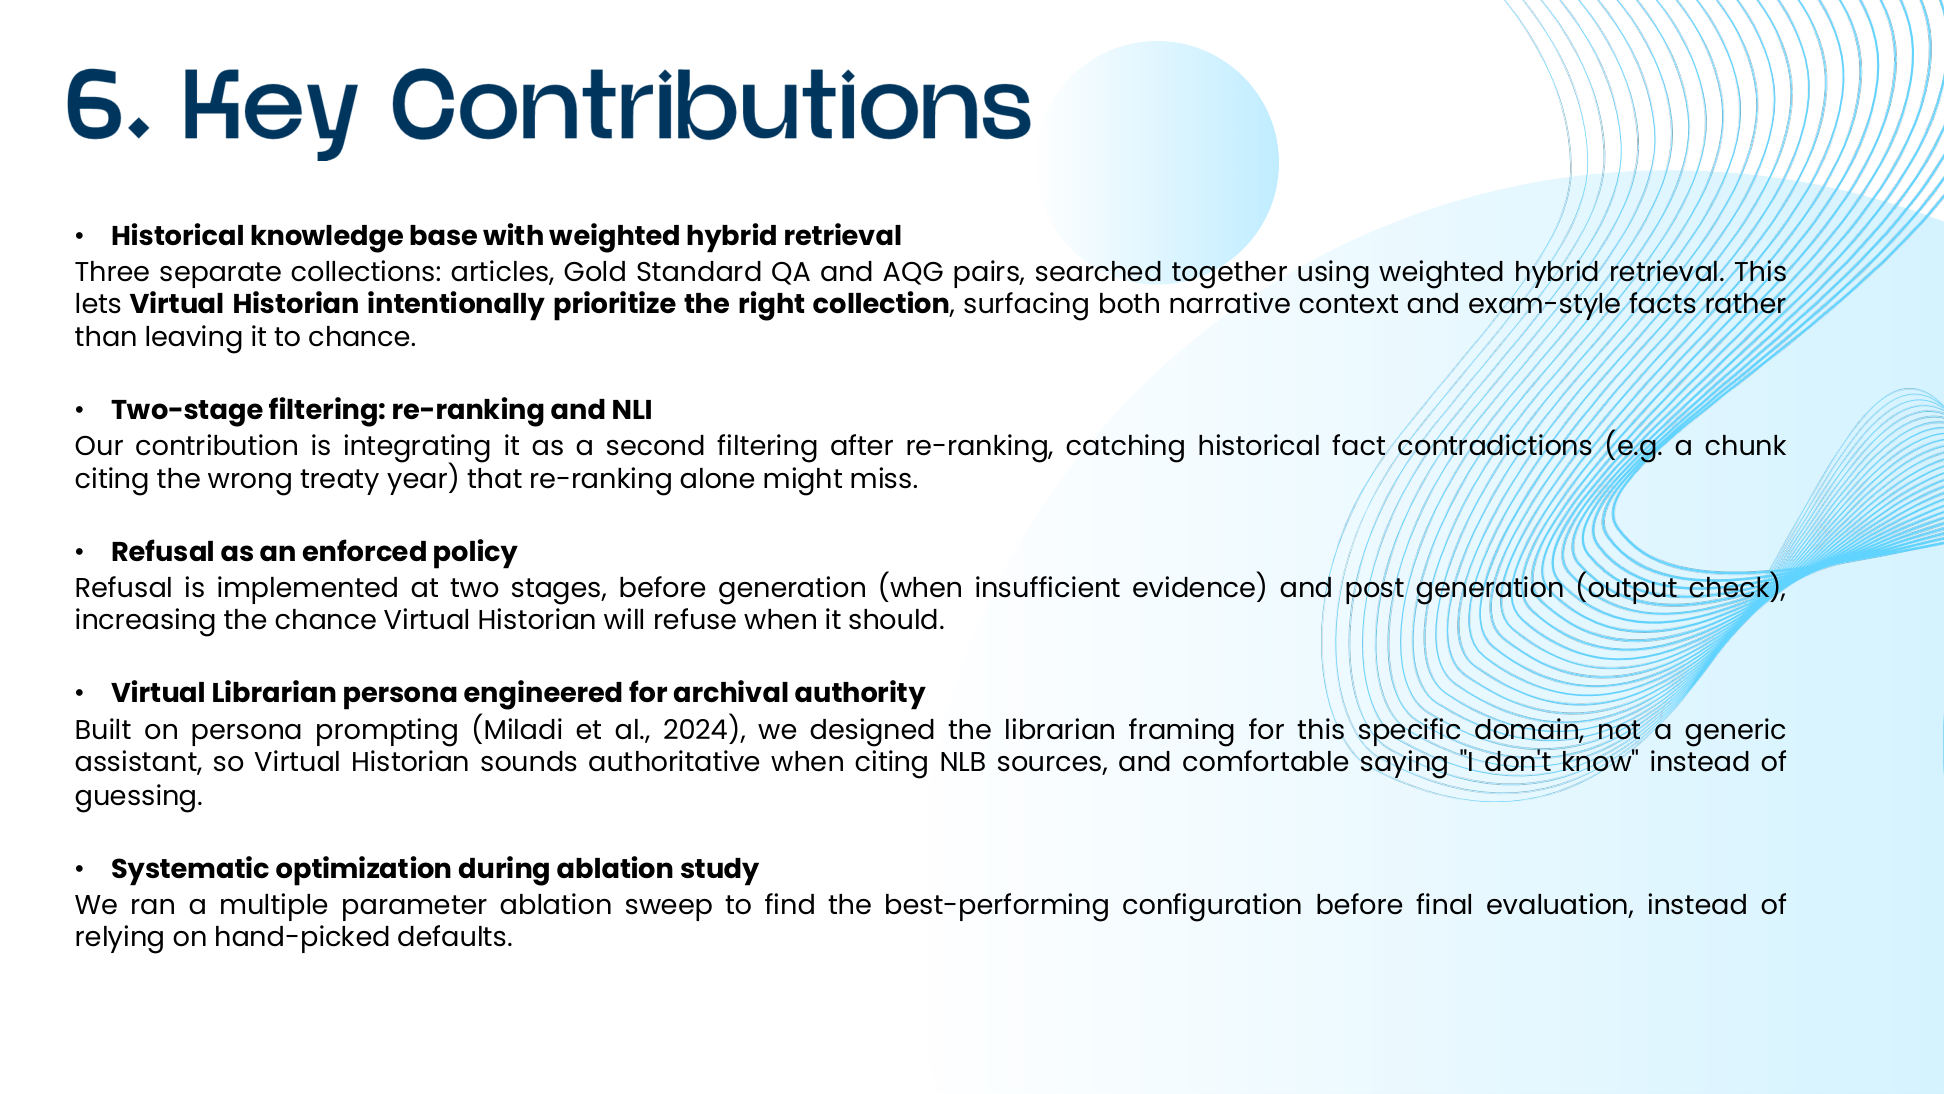 6. Key Contributions
• Historical knowledge base with weighted hybrid retrieval
Three separate collections: articles, Gold Standard QA and AQG pairs, searched together using weighted hybrid retrieval. This
lets Virtual Historian intentionally prioritize the right collection, surfacing both narrative context and exam-style facts rather
than leaving it to chance.
• Two-stage filtering: re-ranking and NLI
Our contribution is integrating it as a second filtering after re-ranking, catching historical fact contradictions (e.g. a chunk
citing the wrong treaty year) that re-ranking alone might miss.
• Refusal as an enforced policy
Refusal is implemented at two stages, before generation (when insufficient evidence) and post generation (output check),
increasing the chance Virtual Historian will refuse when it should.
• Virtual Librarian persona engineered for archival authority
Built on persona prompting (Miladi et al., 2024), we designed the librarian framing for this specific domain, not a generic
assistant, so Virtual Historian sounds authoritative when citing NLB sources, and comfortable saying "I don't know" instead of
guessing.
• Systematic optimization during ablation study
We ran a multiple parameter ablation sweep to find the best-performing configuration before final evaluation, instead of
relying on hand-picked defaults.